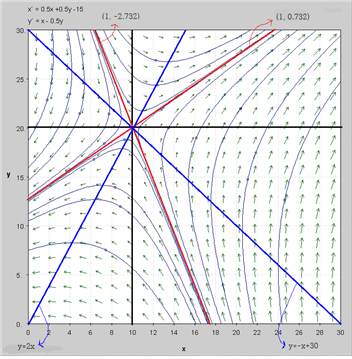 x' = 0.5x +0.5y -15
y' = x - 0.5y
(1, -2.732)
(1, 0.732)
30
25
20
15
10
5
0
y
0 2 4 6 8 10 12 14 16 18 20 22 24 26 28 30
x
y=2x
y=-x+30